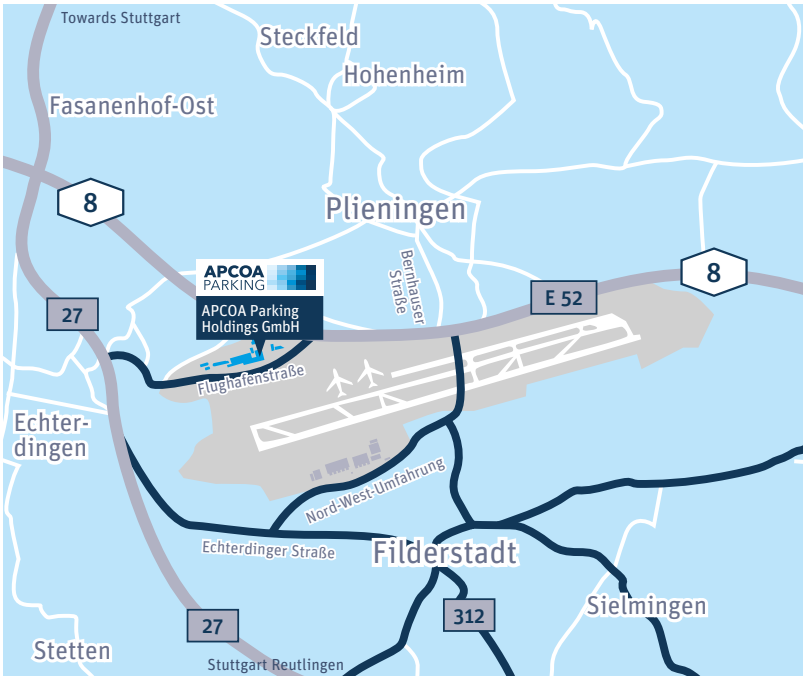 Towards Stuttgart
Steckfeld
Hohenheim
Fasanenhof-Ost
8
Plieningen
APCOA
PARKING
Bernhauser
Straße
8
E 52
27
APCOA Parking
Holdings GmbH
Flughafenstraße
Echter-
dingen
Nord-West-Umfahrung
Echterdinger Straße
Filderstadt
Sielmingen
312
27
Stetten
Stuttgart Reutlingen